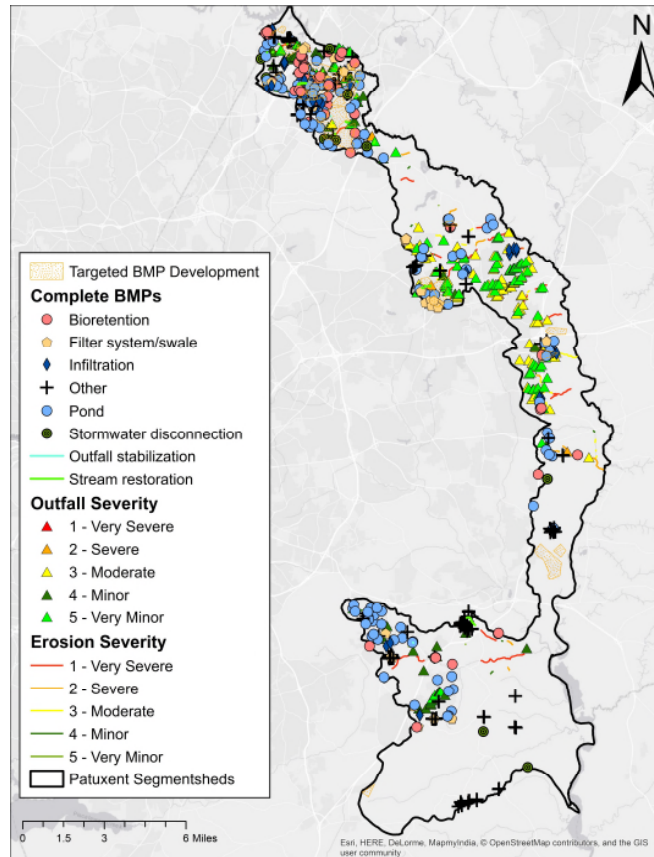 N
Targeted BMP Development
Complete BMPs
Bioretention
Filter system/swale
Infiltration
Other
Pond
Stormwater disconnection
Outfall stabilization
Stream restoration
Outfall Severity
1 - Very Severe
2 - Severe
3 - Moderate
4 - Minor
5 - Very Minor
Erosion Severity
1 - Very Severe
2 - Severe
3 - Moderate
4 - Minor
5 - Very Minor
Patuxent Segmentsheds
0 1.5 3 6 Miles
Esri, HERE, DeLorme, MapmyIndia, © OpenStreetMap contributors, and the GIS
user community